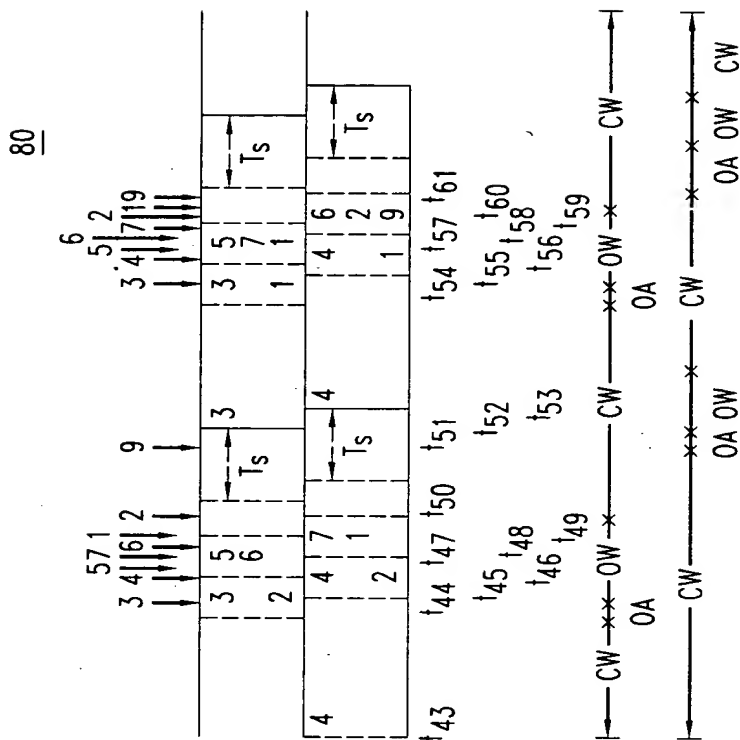 80
6
5 2
3 4 7 1 9
5 7 1
3 4 6 2 9
3 5 6 3 3 5 7 1
2 1
Ts Ts
4 4 7 4 4 6
2 1 1 2 9
Ts Ts
t43 t44 t47 t50 t51 t54 t57 t61
t45 t48 t52 t55 t58 t60
t46 t49 t53 t56 t59
CW OW CW OW CW
OA OA
CW CW
OA OW OA OW CW